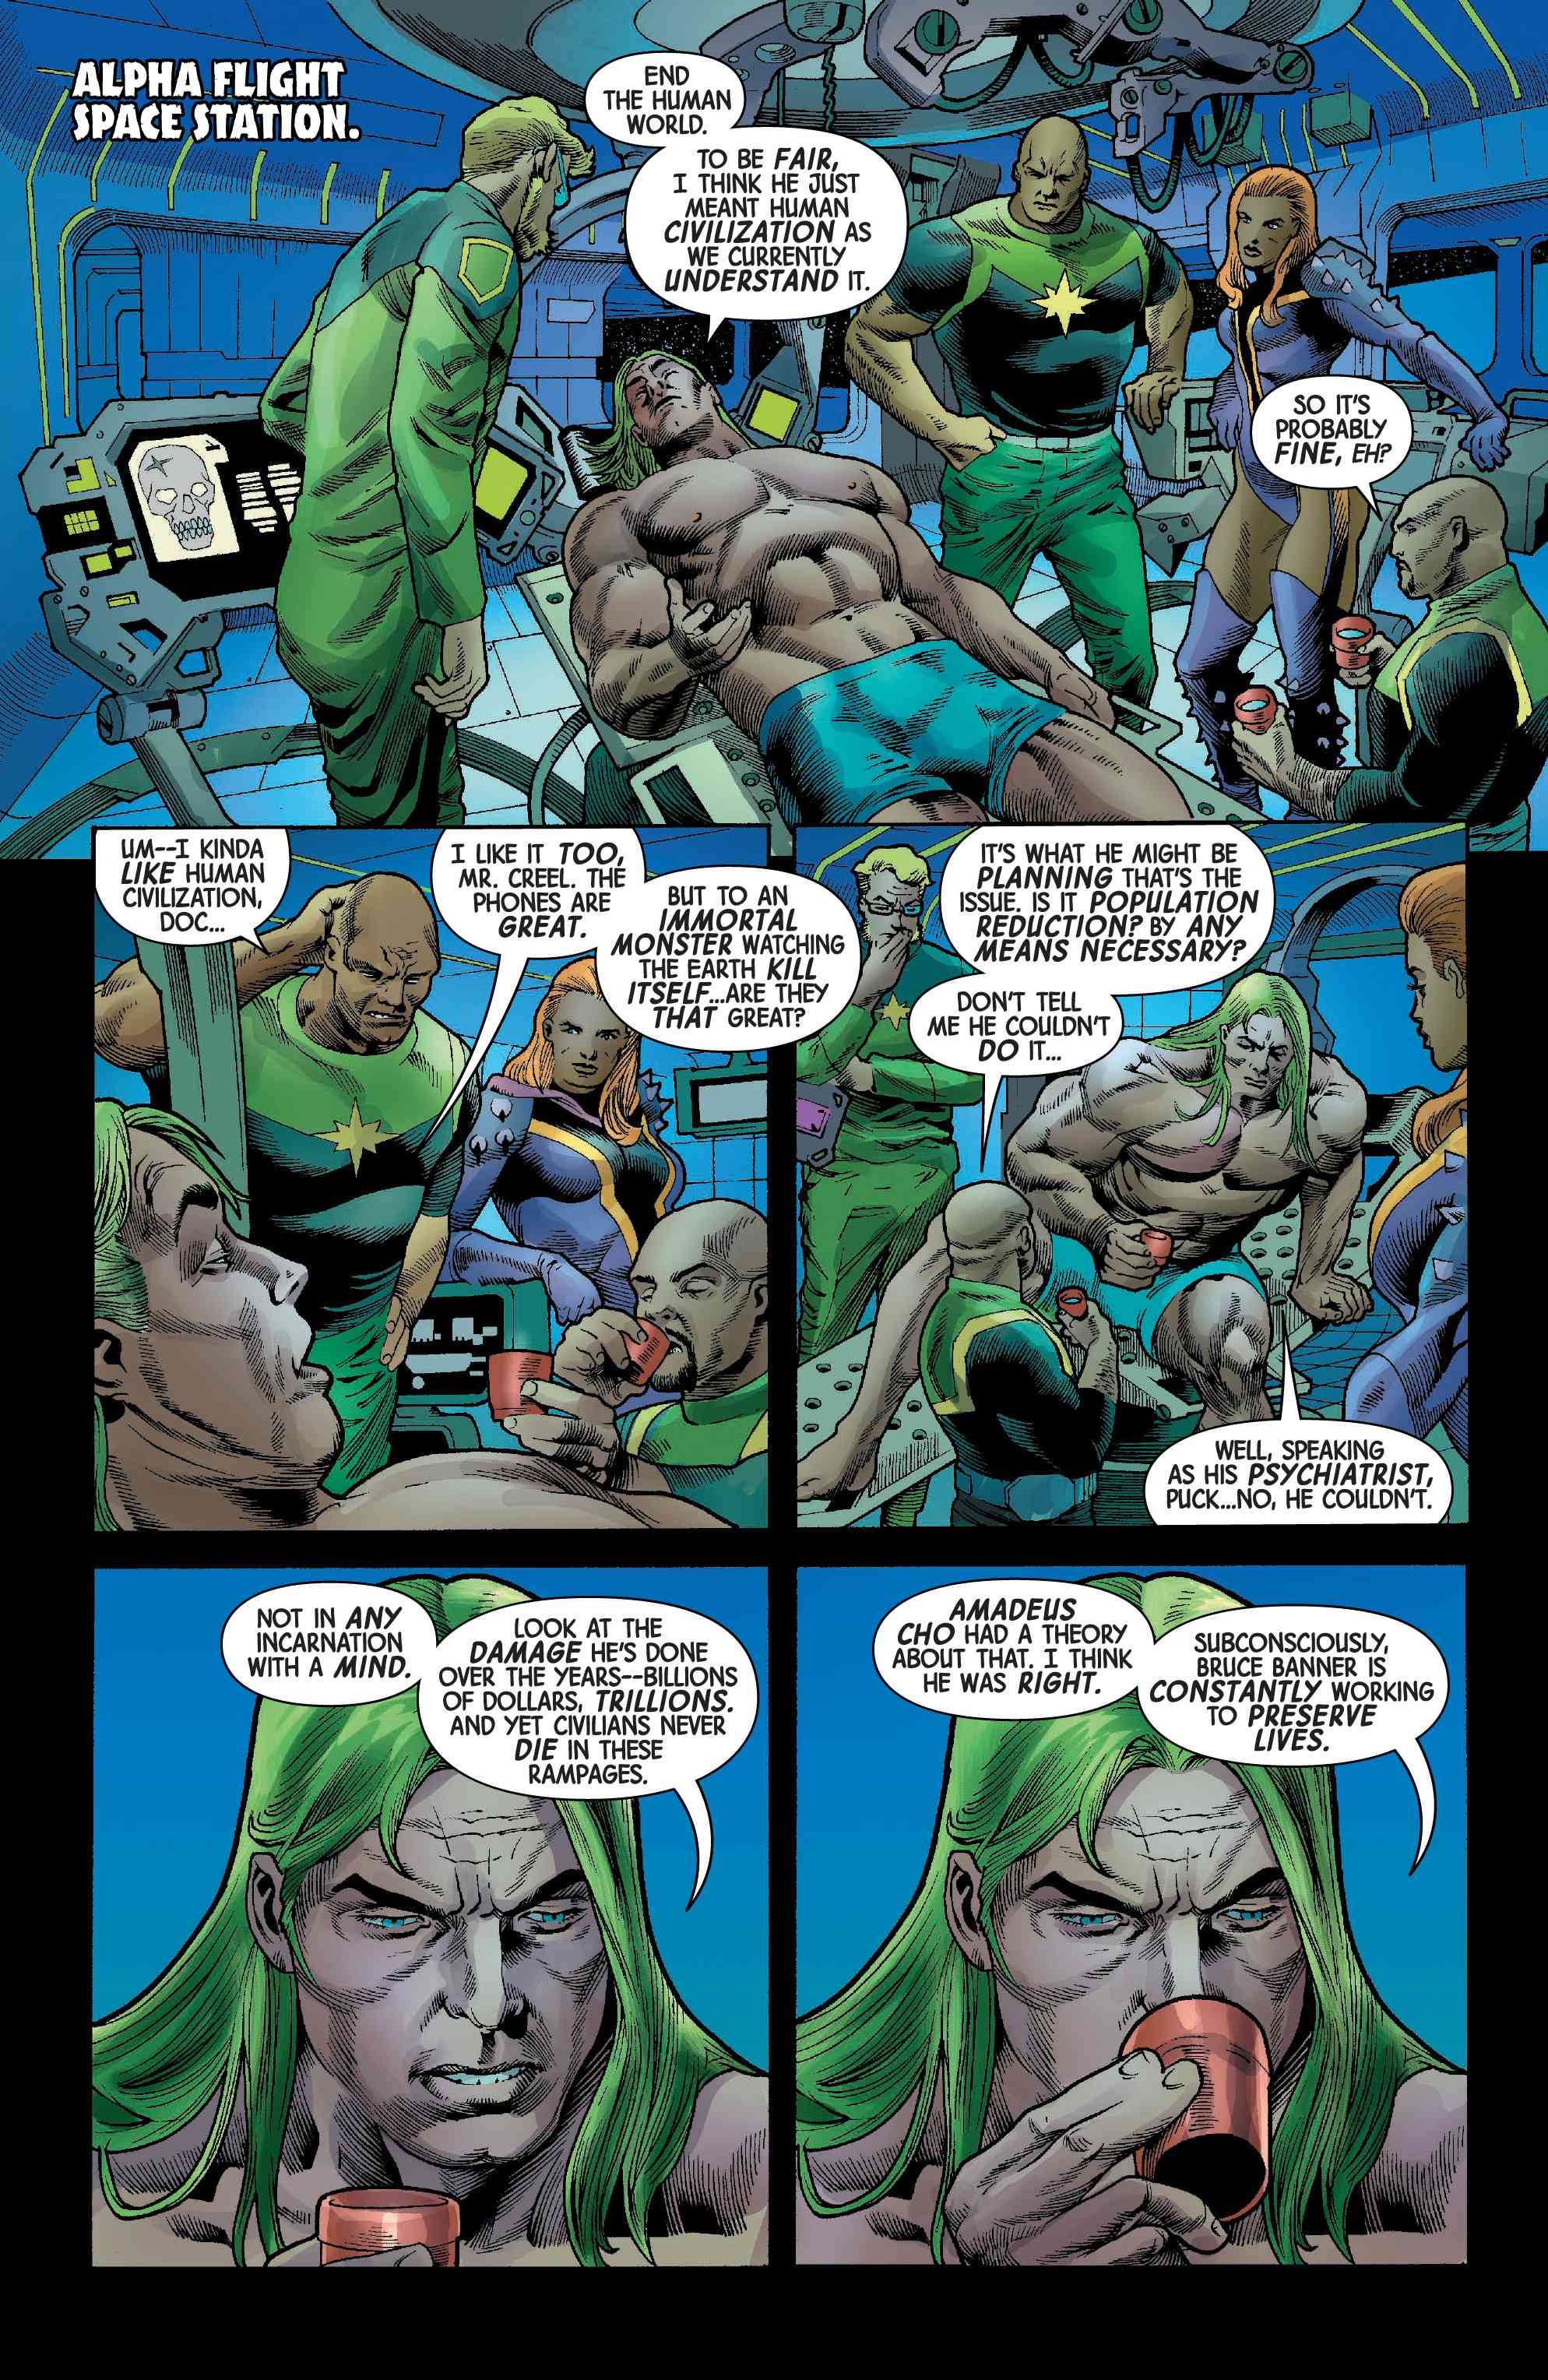 ALPHA FLIGHT
SPACE STATION.
END
THE HUMAN
WORLD.
TO BE FAIR,
I THINK HE JUST
MEANT HUMAN
CIVILIZATION AS
WE CURRENTLY
UNDERSTAND IT.
SO IT'S
PROBABLY
FINE, EH?
UM--I KINDA
LIKE HUMAN
CIVILIZATION,
DOC...
I LIKE IT TOO,
MR. CREEL. THE
PHONES ARE
GREAT.
BUT TO AN
IMMORTAL
MONSTER WATCHING
THE EARTH KILL
ITSELF...ARE THEY
THAT GREAT?
IT'S WHAT HE MIGHT BE
PLANNING THAT'S THE
ISSUE. IS IT POPULATION
REDUCTION? BY ANY
MEANS NECESSARY?
DON'T TELL
ME HE COULDN'T
DO IT...
WELL, SPEAKING
AS HIS PSYCHIATRIST,
PUCK...NO, HE COULDN'T.
NOT IN ANY
INCARNATION
WITH A MIND.
LOOK AT THE
DAMAGE HE'S DONE
OVER THE YEARS--BILLIONS
OF DOLLARS, TRILLIONS.
AND YET CIVILIANS NEVER
DIE IN THESE
RAMPAGES.
AMADEUS
CHO HAD A THEORY
ABOUT THAT. I THINK
HE WAS RIGHT.
SUBCONSCIOUSLY,
BRUCE BANNER IS
CONSTANTLY WORKING
TO PRESERVE
LIVES.